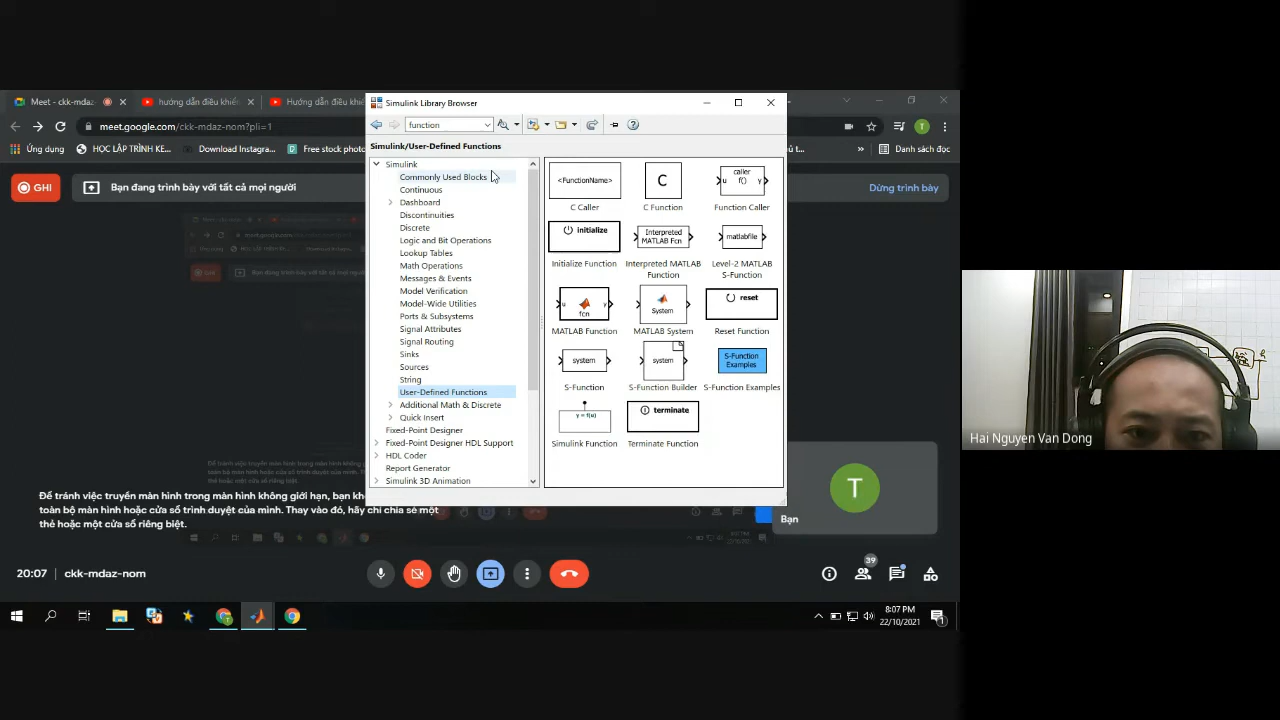 Meet - ckk-mdaz-
hướng dẫn điều khiể
Hướng dẫn điều khi
meet.google.com/ckk-mdaz-nom?pli=1
Ứng dụng
HỌC LẬP TRÌNH KE...
Download Instagra...
Free stock photo
HỌC ...
Danh sách đọc
GHI
Bạn đang trình bày với tất cả mọi người
Dừng trình bày
Simulink Library Browser
function
Simulink/User-Defined Functions
Simulink
Commonly Used Blocks
Continuous
Dashboard
Discontinuities
Discrete
Logic and Bit Operations
Lookup Tables
Math Operations
Messages & Events
Model Verification
Model-Wide Utilities
Ports & Subsystems
Signal Attributes
Signal Routing
Sinks
Sources
String
User-Defined Functions
Additional Math & Discrete
Quick Insert
Fixed-Point Designer
Fixed-Point Designer HDL Support
HDL Coder
Report Generator
Simulink 3D Animation
<FunctionName>
C Caller
C
C Function
caller
u f() y
Function Caller
initialize
Initialize Function
Interpreted
MATLAB Fcn
Interpreted MATLAB
Function
matlabfile
Level-2 MATLAB
S-Function
u y
fcn
MATLAB Function
System
MATLAB System
reset
Reset Function
system
S-Function
system
S-Function Builder
S-Function
Examples
S-Function Examples
y = f(u)
Simulink Function
terminate
Terminate Function
Để tránh việc truyền màn hình trong màn hình không giới hạn, bạn kh
toàn bộ màn hình hoặc cửa sổ trình duyệt của mình. Thay vào đó, hãy chỉ chia sẻ một
thẻ hoặc một cửa sổ riêng biệt.
T
Bạn
Hai Nguyen Van Dong
20:07
ckk-mdaz-nom
39
8:07 PM
22/10/2021
1